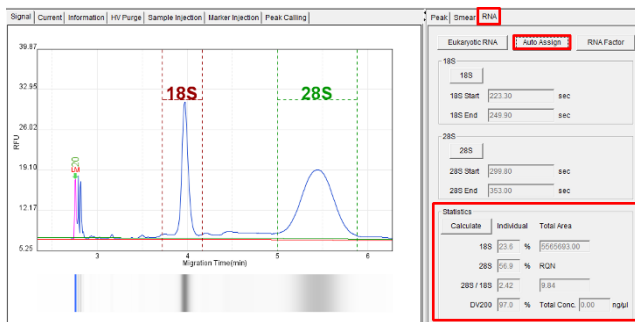 Signal Current Information HV Purge Sample Injection Marker Injection Peak Calling
Peak Smear RNA
Eukaryotic RNA Auto Assign RNA Factor
18S
18S
18S Start 223.30 sec
18S End 249.90 sec
28S
28S
28S Start 299.80 sec
28S End 353.00 sec
Statistics
Calculate Individual Total Area
18S 23.6 % 5565693.00
28S 56.9 % RQN
28S / 18S 2.42 9.84
DV200 97.0 % Total Conc. 0.00 ng/µl
39.87
32.95
26.02
19.10
12.17
5.25
RFU
LM
20
18S
28S
3 4 5 6
Migration Time(min)